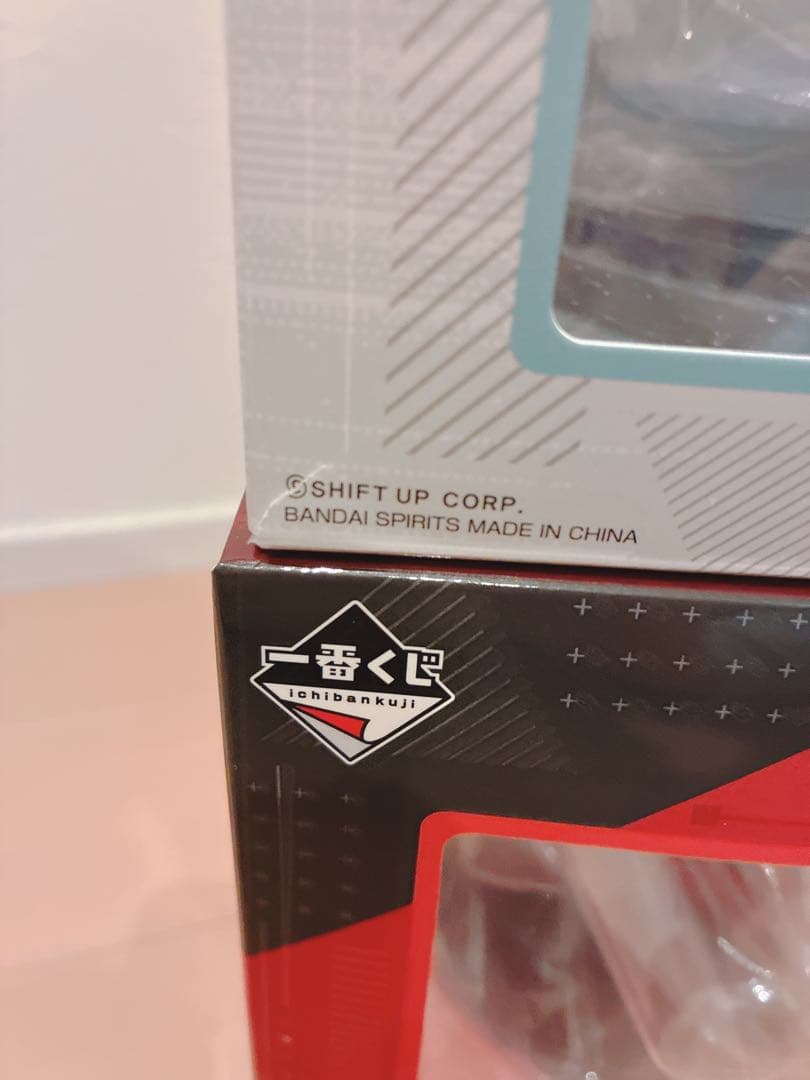 ©SHIFT UP CORP.
BANDAI SPIRITS MADE IN CHINA
一番くじ
ichibankuji